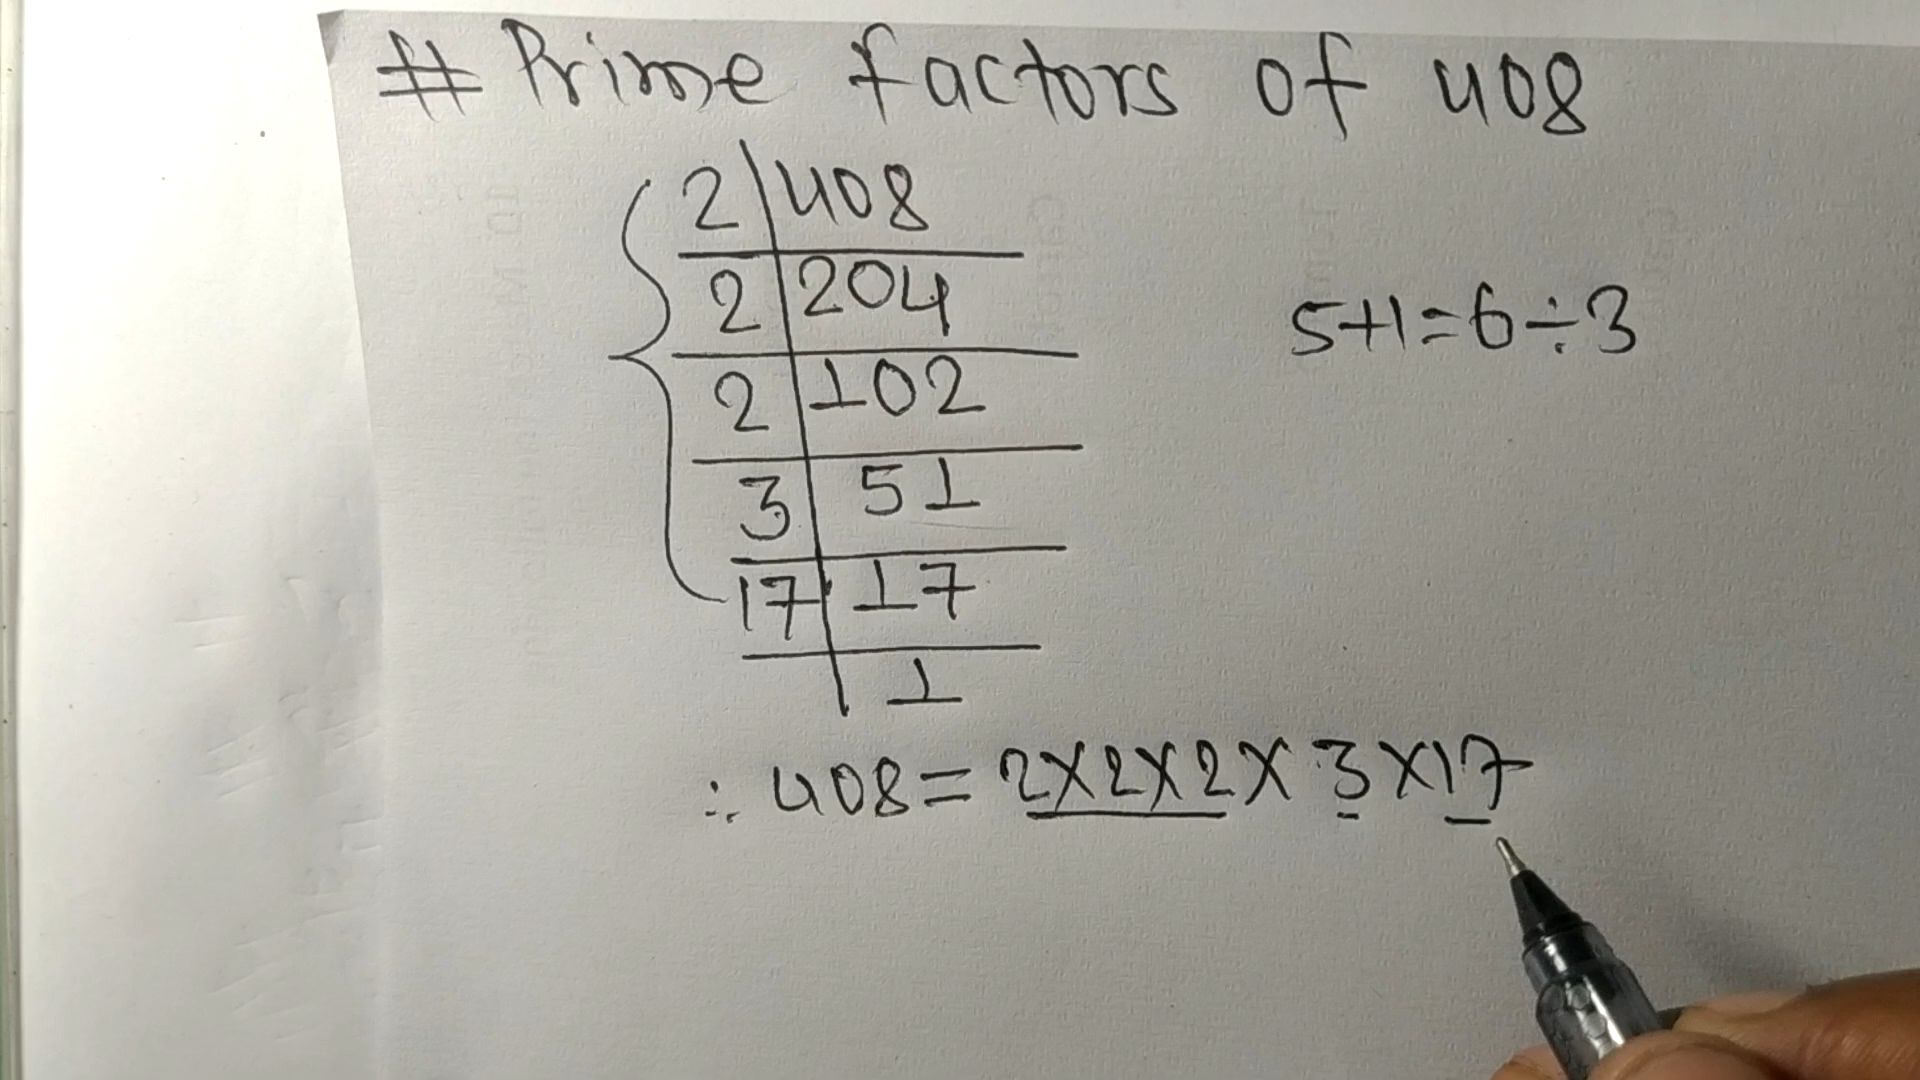 # Prime factors of 408
2 | 408
2 | 204
5+1=6÷3
2 | 102
3 | 51
17 | 17
| 1
∴ 408 = 2×2×2×3×17